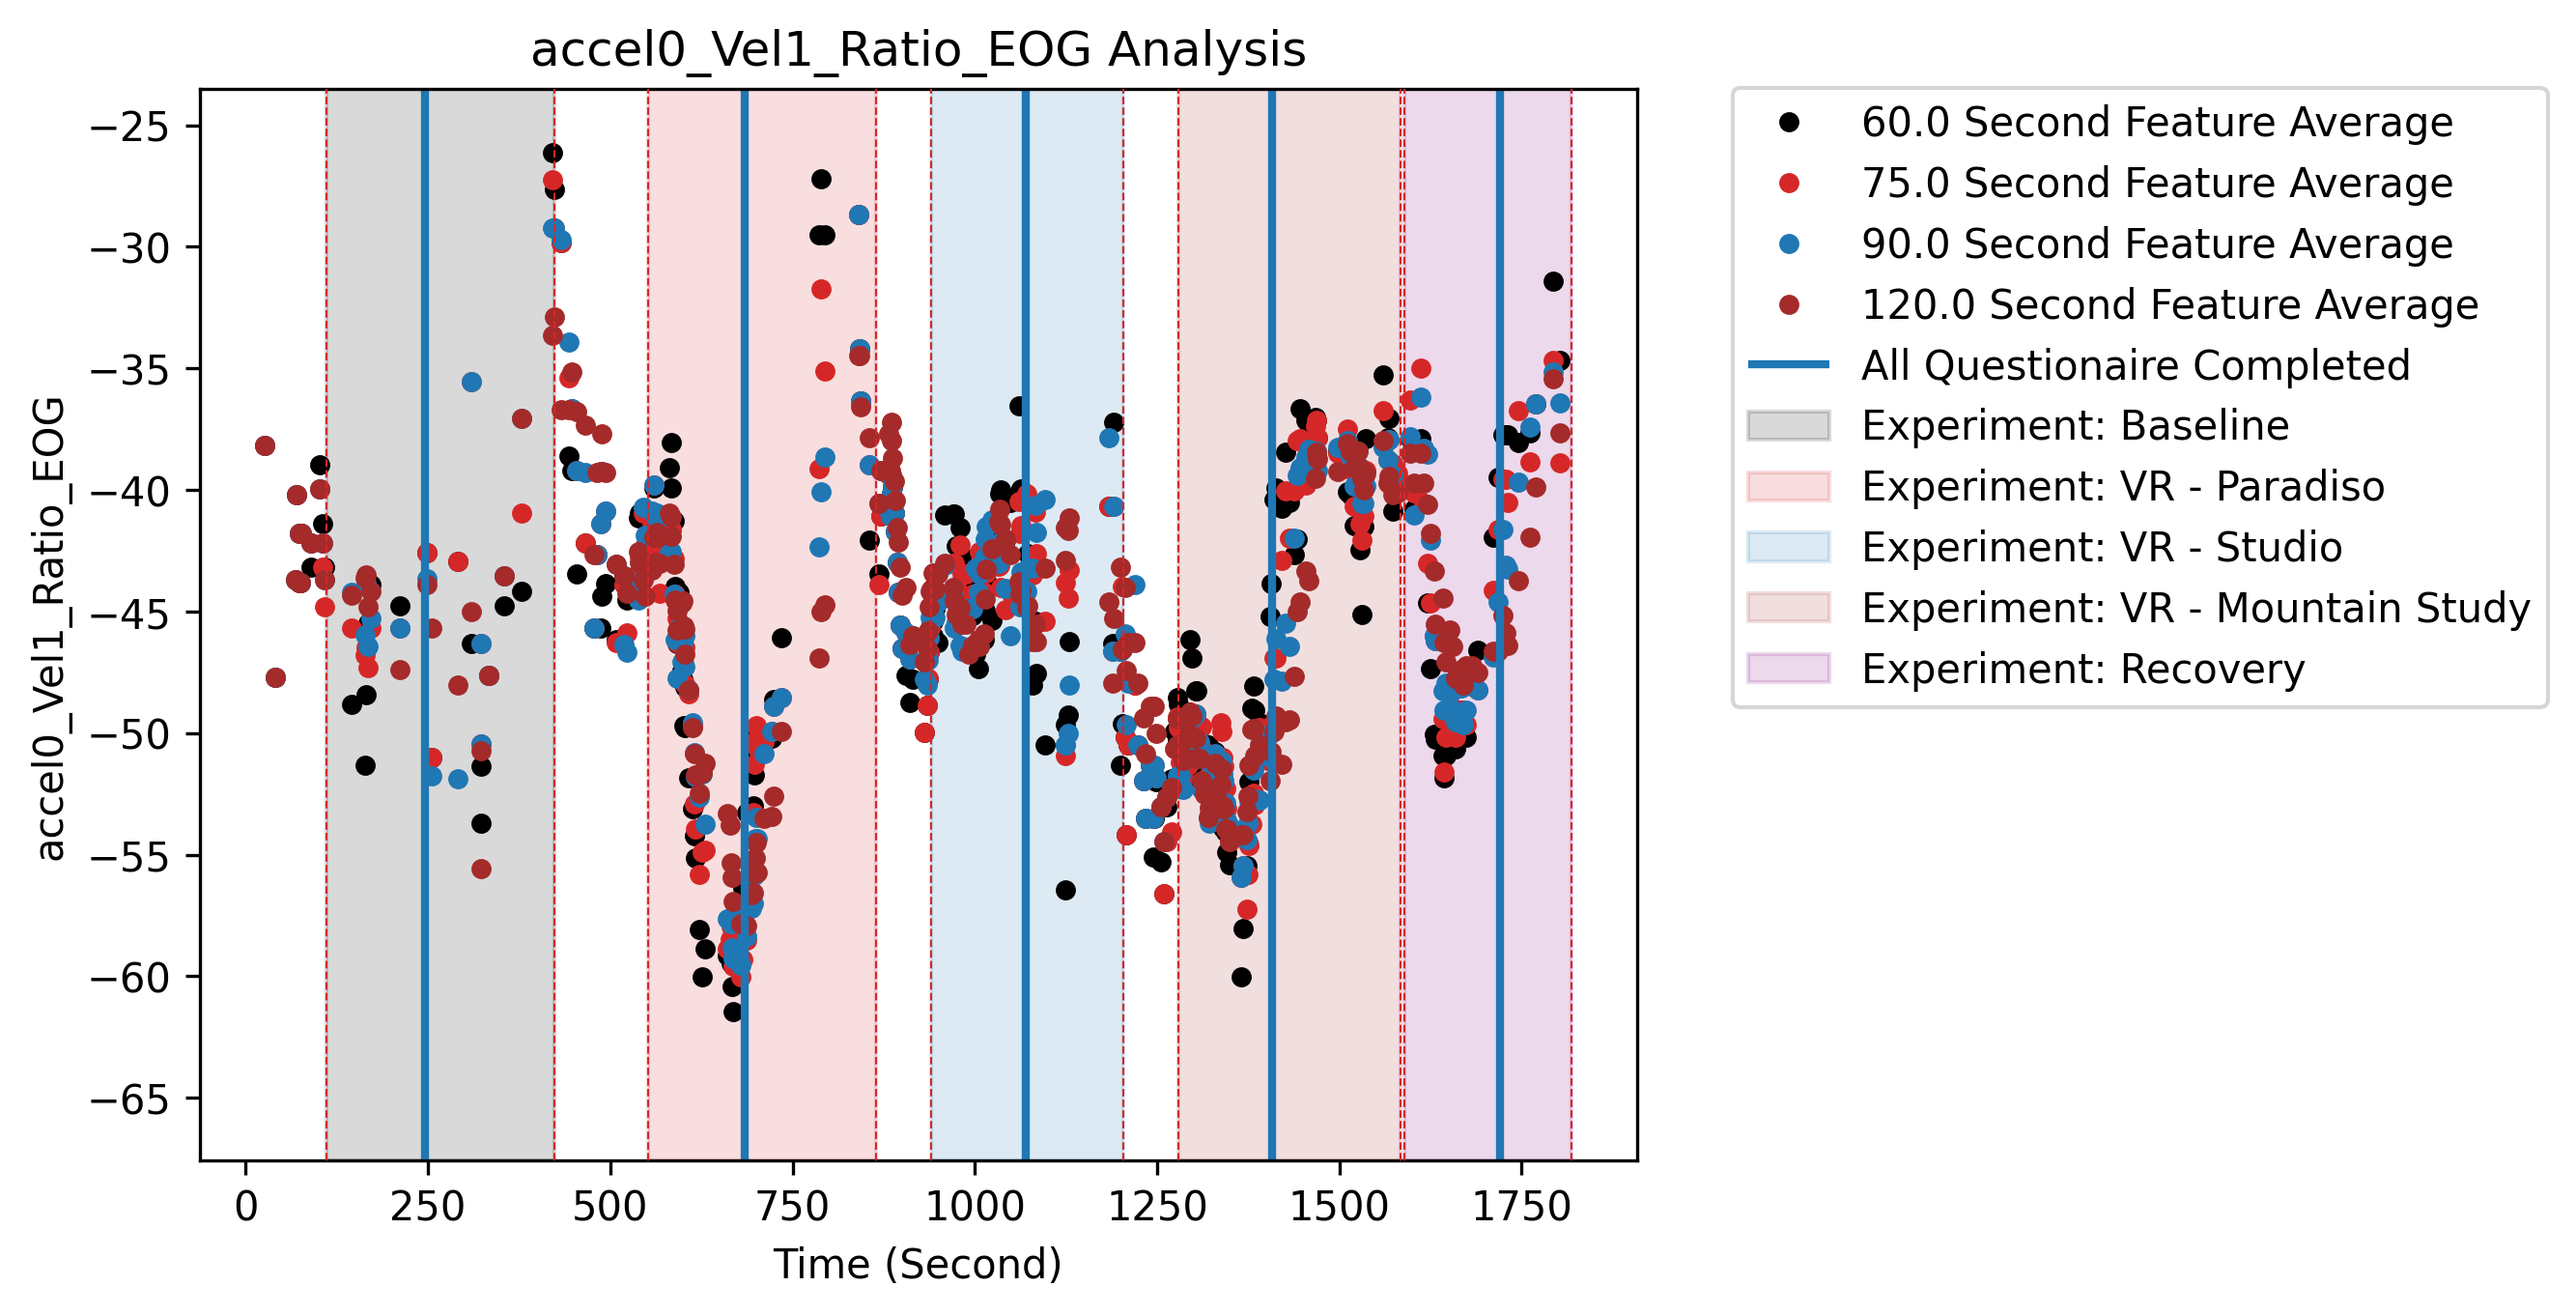 accel0_Vel1_Ratio_EOG Analysis
accel0_Vel1_Ratio_EOG
−25
−30
−35
−40
−45
−50
−55
−60
−65
0 250 500 750 1000 1250 1500 1750
Time (Second)
60.0 Second Feature Average
75.0 Second Feature Average
90.0 Second Feature Average
120.0 Second Feature Average
All Questionaire Completed
Experiment: Baseline
Experiment: VR - Paradiso
Experiment: VR - Studio
Experiment: VR - Mountain Study
Experiment: Recovery